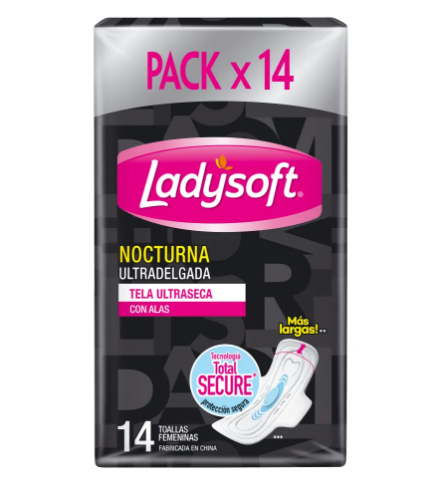 PACK x 14
Ladysoft®
NOCTURNA
ULTRADELGADA
TELA ULTRASECA
CON ALAS
Más
largas!**
Tecnología
Total
SECURE*
protección segura
14 TOALLAS
FEMENINAS
FABRICADA EN CHINA
***